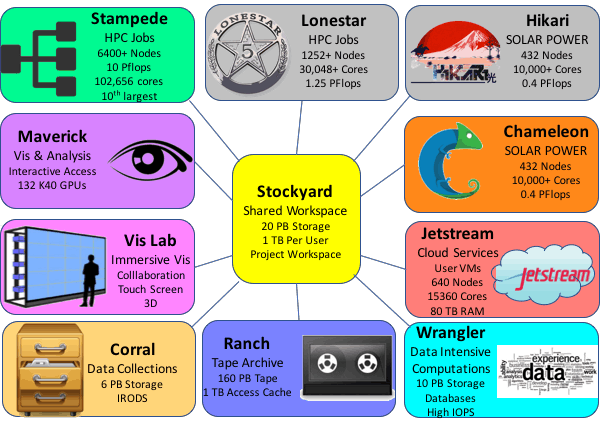 Stampede
HPC Jobs
6400+ Nodes
10 Pflops
102,656 cores
10th largest
LONESTAR
5
Lonestar
HPC Jobs
1252+ Nodes
30,048+ Cores
1.25 PFlops
HIKARI
光
Hikari
SOLAR POWER
432 Nodes
10,000+ Cores
0.4 PFlops
Maverick
Vis & Analysis
Interactive Access
132 K40 GPUs
Stockyard
Shared Workspace
20 PB Storage
1 TB Per User
Project Workspace
Chameleon
SOLAR POWER
432 Nodes
10,000+ Cores
0.4 PFlops
Vis Lab
Immersive Vis
Colllaboration
Touch Screen
3D
Jetstream
Cloud Services
User VMs
640 Nodes
15360 Cores
80 TB RAM
Jetstream
Corral
Data Collections
6 PB Storage
IRODS
Ranch
Tape Archive
160 PB Tape
1 TB Access Cache
Wrangler
Data Intensive
Computations
10 PB Storage
Databases
High IOPS
experience
data